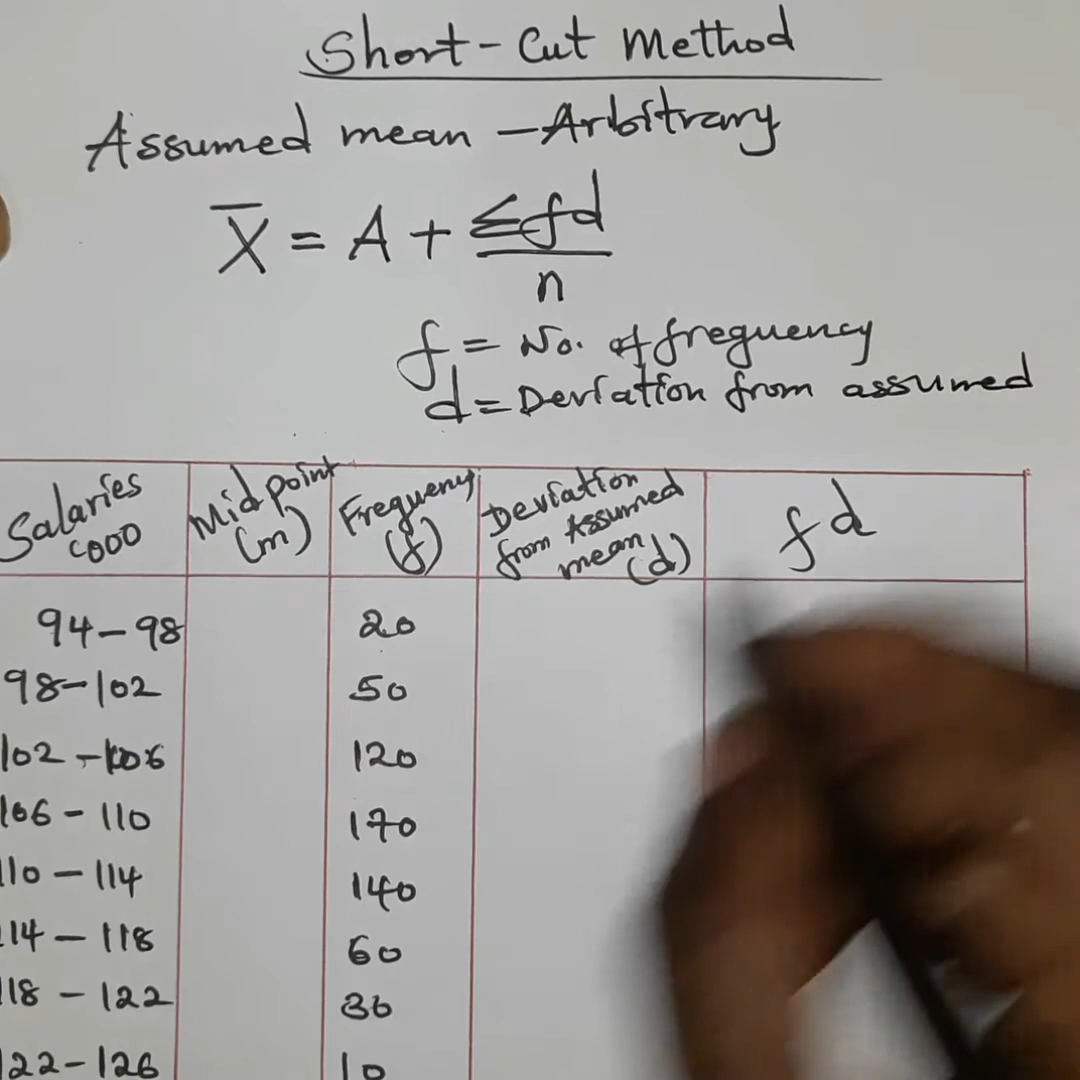 Short-Cut Method
Assumed mean - Arbitrary
X̅ = A + Σfd
n
f = No. of frequency
d = Deviation from assumed
Salaries Mid point Frequency Deviation fd
(000 (m) (f) from Assumed
mean (d)
94-98 20
98-102 50
102-106 120
106-110 170
110-114 140
114-118 60
118-122 30
122-126 10